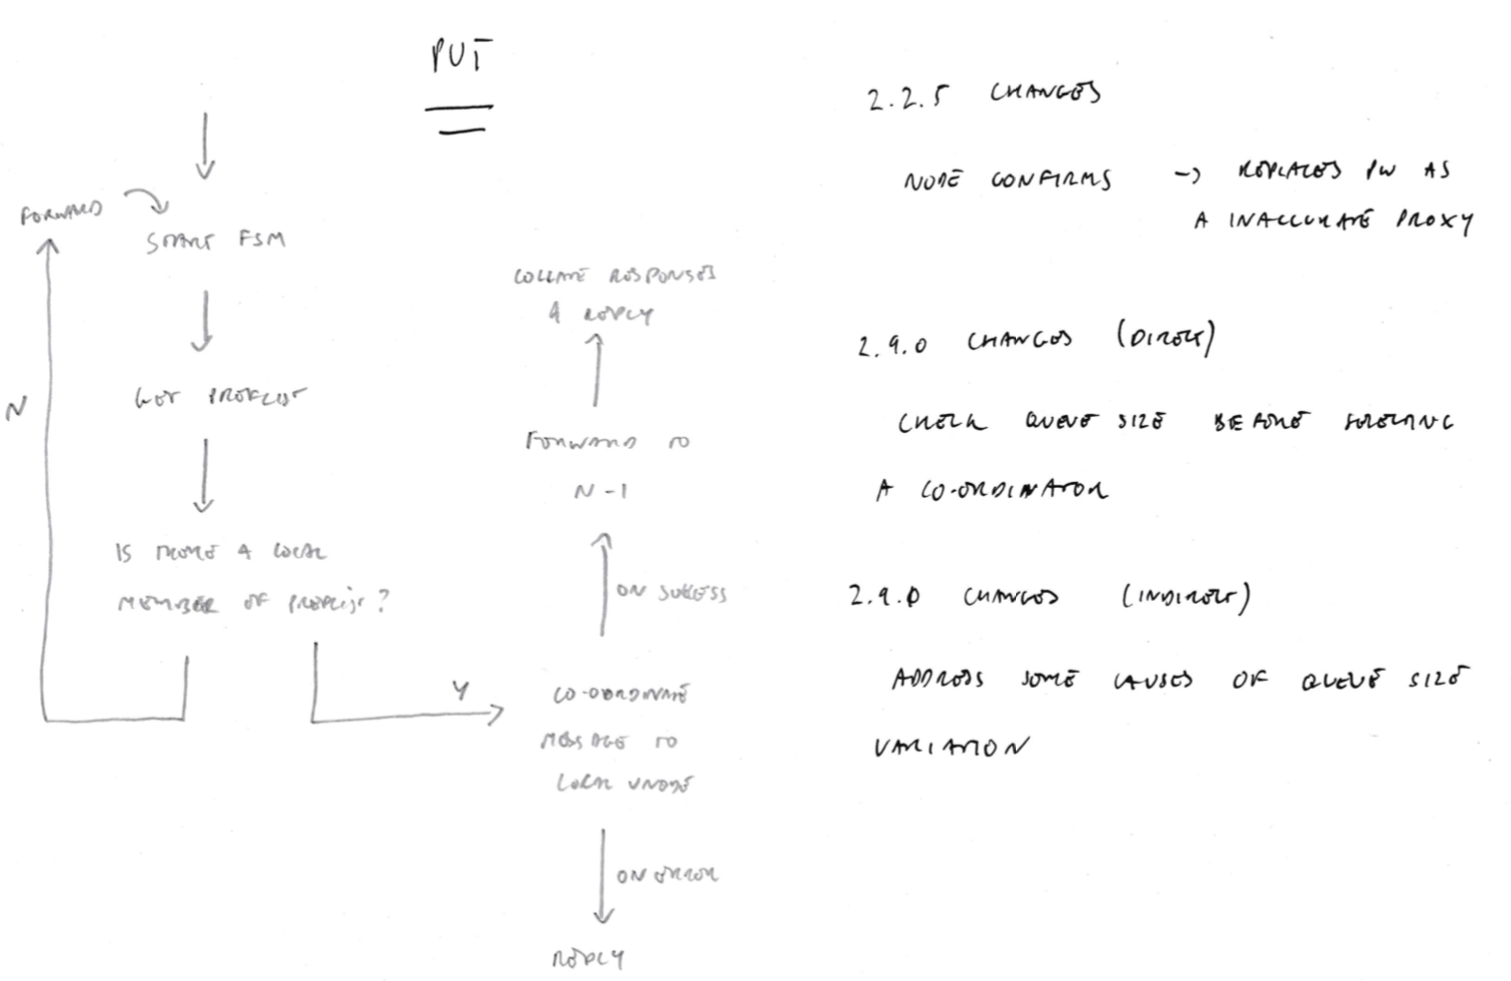 PUT
FORWARD
START FSM
GET PREFLIST
N
IS THERE A LOCAL
MEMBER OF PREFLIST?
Y
COLLATE RESPONSES
& REPLY
FORWARD TO
N-1
ON SUCCESS
CO-ORDINATE
MESSAGE TO
LOCAL VNODE
ON ERROR
REPLY
2.2.5 CHANGES
NODE CONFIRMS -> REPLACES PW AS
A INACCURATE PROXY
2.9.0 CHANGES (DIRECT)
CHECK QUEUE SIZE BEFORE SELECTING
A CO-ORDINATOR
2.9.0 CHANGES (INDIRECT)
ADDRESS SOME CAUSES OF QUEUE SIZE
VARIATION